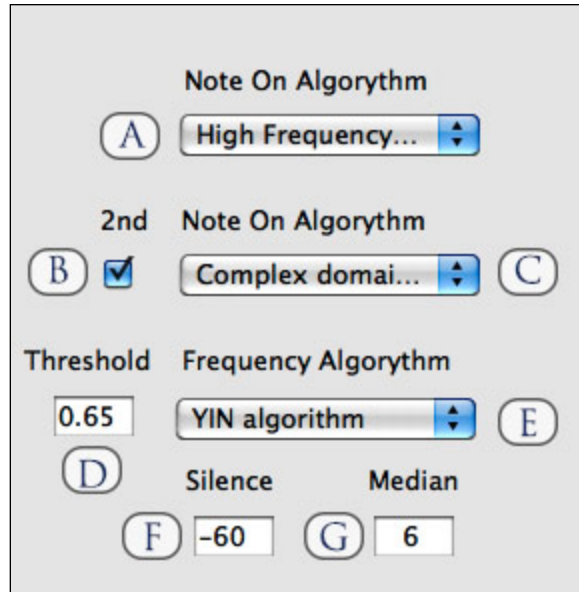 Note On Algorythm
A High Frequency...
2nd Note On Algorythm
B Complex domai... C
Threshold Frequency Algorythm
0.65 YIN algorithm E
D
Silence Median
F -60 G 6